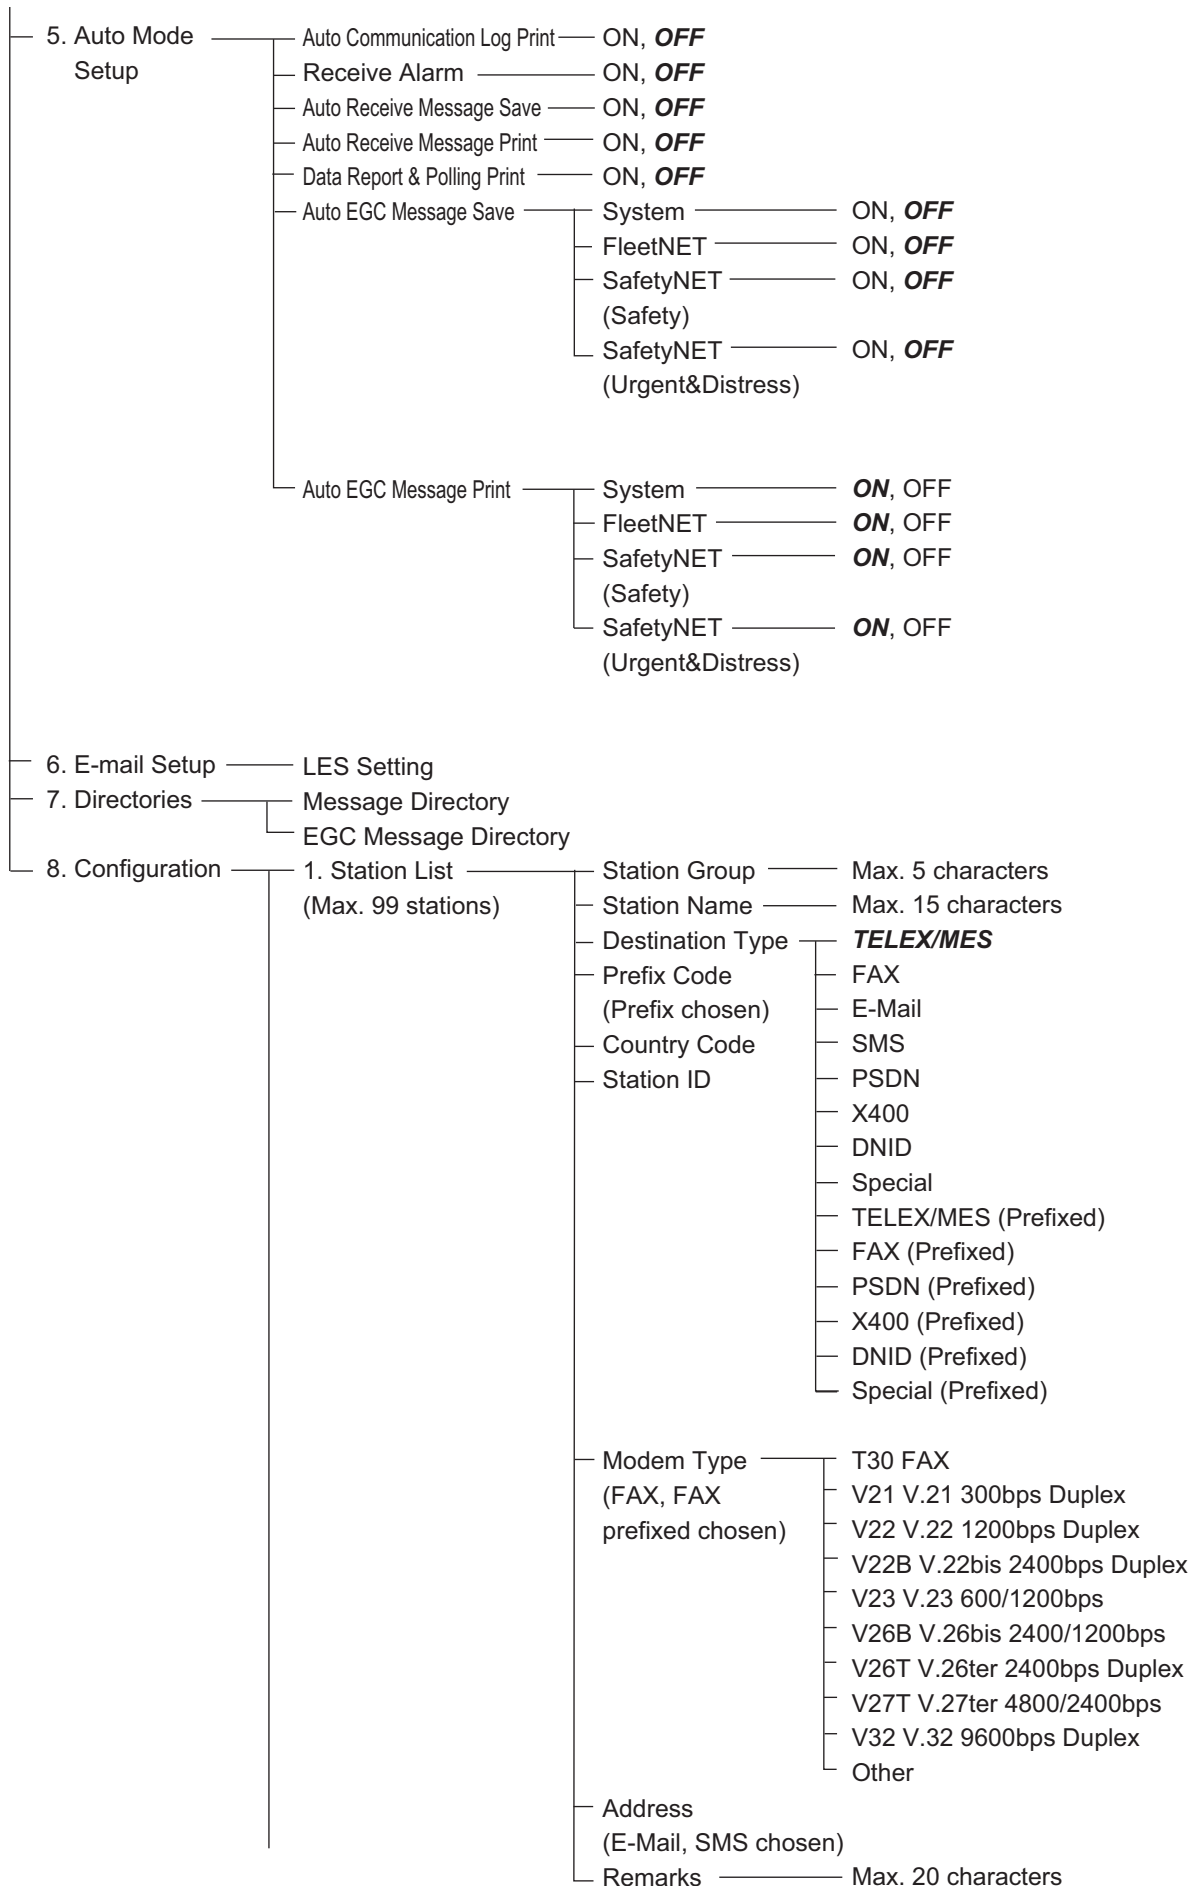 5. Auto Mode Auto Communication Log Print ON, OFF
Setup Receive Alarm ON, OFF
Auto Receive Message Save ON, OFF
Auto Receive Message Print ON, OFF
Data Report & Polling Print ON, OFF
Auto EGC Message Save System ON, OFF
FleetNET ON, OFF
SafetyNET ON, OFF
(Safety)
SafetyNET ON, OFF
(Urgent&Distress)
Auto EGC Message Print System ON, OFF
FleetNET ON, OFF
SafetyNET ON, OFF
(Safety)
SafetyNET ON, OFF
(Urgent&Distress)
6. E-mail Setup LES Setting
7. Directories Message Directory
EGC Message Directory
8. Configuration 1. Station List Station Group Max. 5 characters
(Max. 99 stations) Station Name Max. 15 characters
Destination Type TELEX/MES
Prefix Code FAX
(Prefix chosen) E-Mail
Country Code SMS
Station ID PSDN
X400
DNID
Special
TELEX/MES (Prefixed)
FAX (Prefixed)
PSDN (Prefixed)
X400 (Prefixed)
DNID (Prefixed)
Special (Prefixed)
Modem Type T30 FAX
(FAX, FAX V21 V.21 300bps Duplex
prefixed chosen) V22 V.22 1200bps Duplex
V22B V.22bis 2400bps Duplex
V23 V.23 600/1200bps
V26B V.26bis 2400/1200bps
V26T V.26ter 2400bps Duplex
V27T V.27ter 4800/2400bps
V32 V.32 9600bps Duplex
Other
Address
(E-Mail, SMS chosen)
Remarks Max. 20 characters